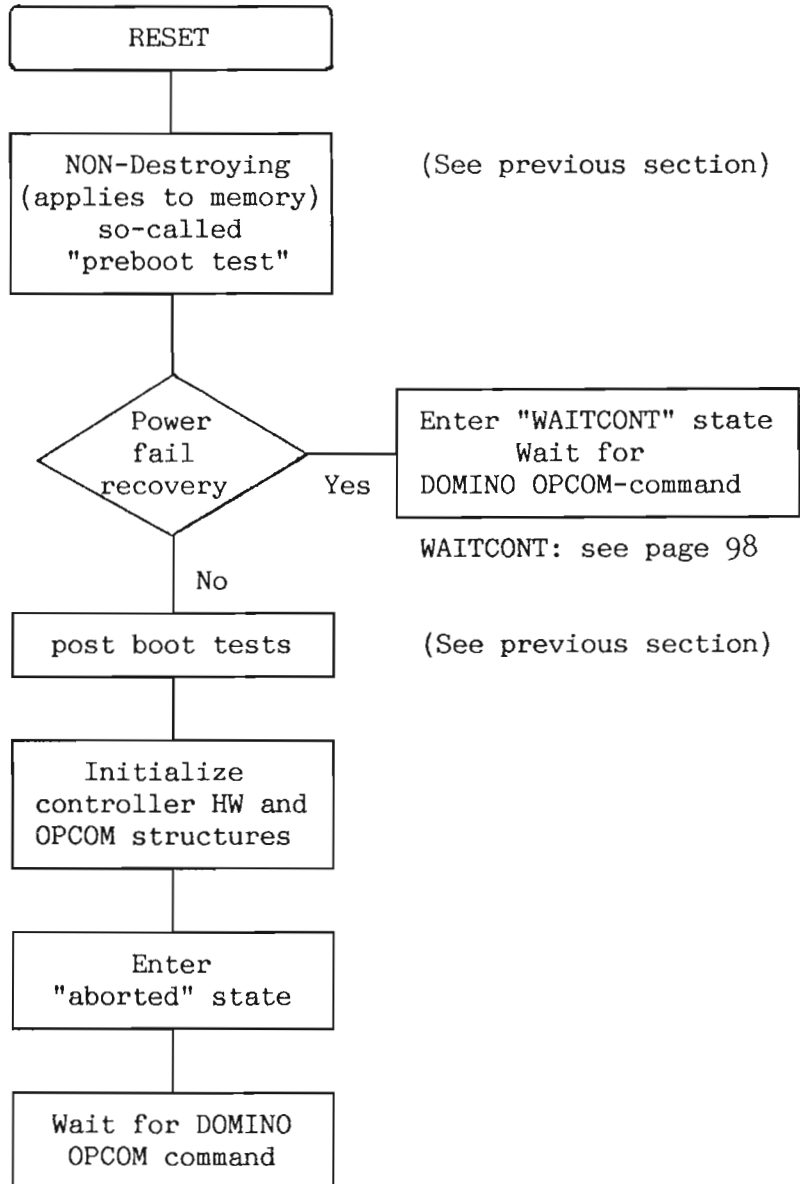 RESET
NON-Destroying
(applies to memory)
so-called
"preboot test"
(See previous section)
Power
fail
recovery
Yes
Enter "WAITCONT" state
Wait for
DOMINO OPCOM-command
WAITCONT: see page 98
No
post boot tests
(See previous section)
Initialize
controller HW and
OPCOM structures
Enter
"aborted" state
Wait for DOMINO
OPCOM command